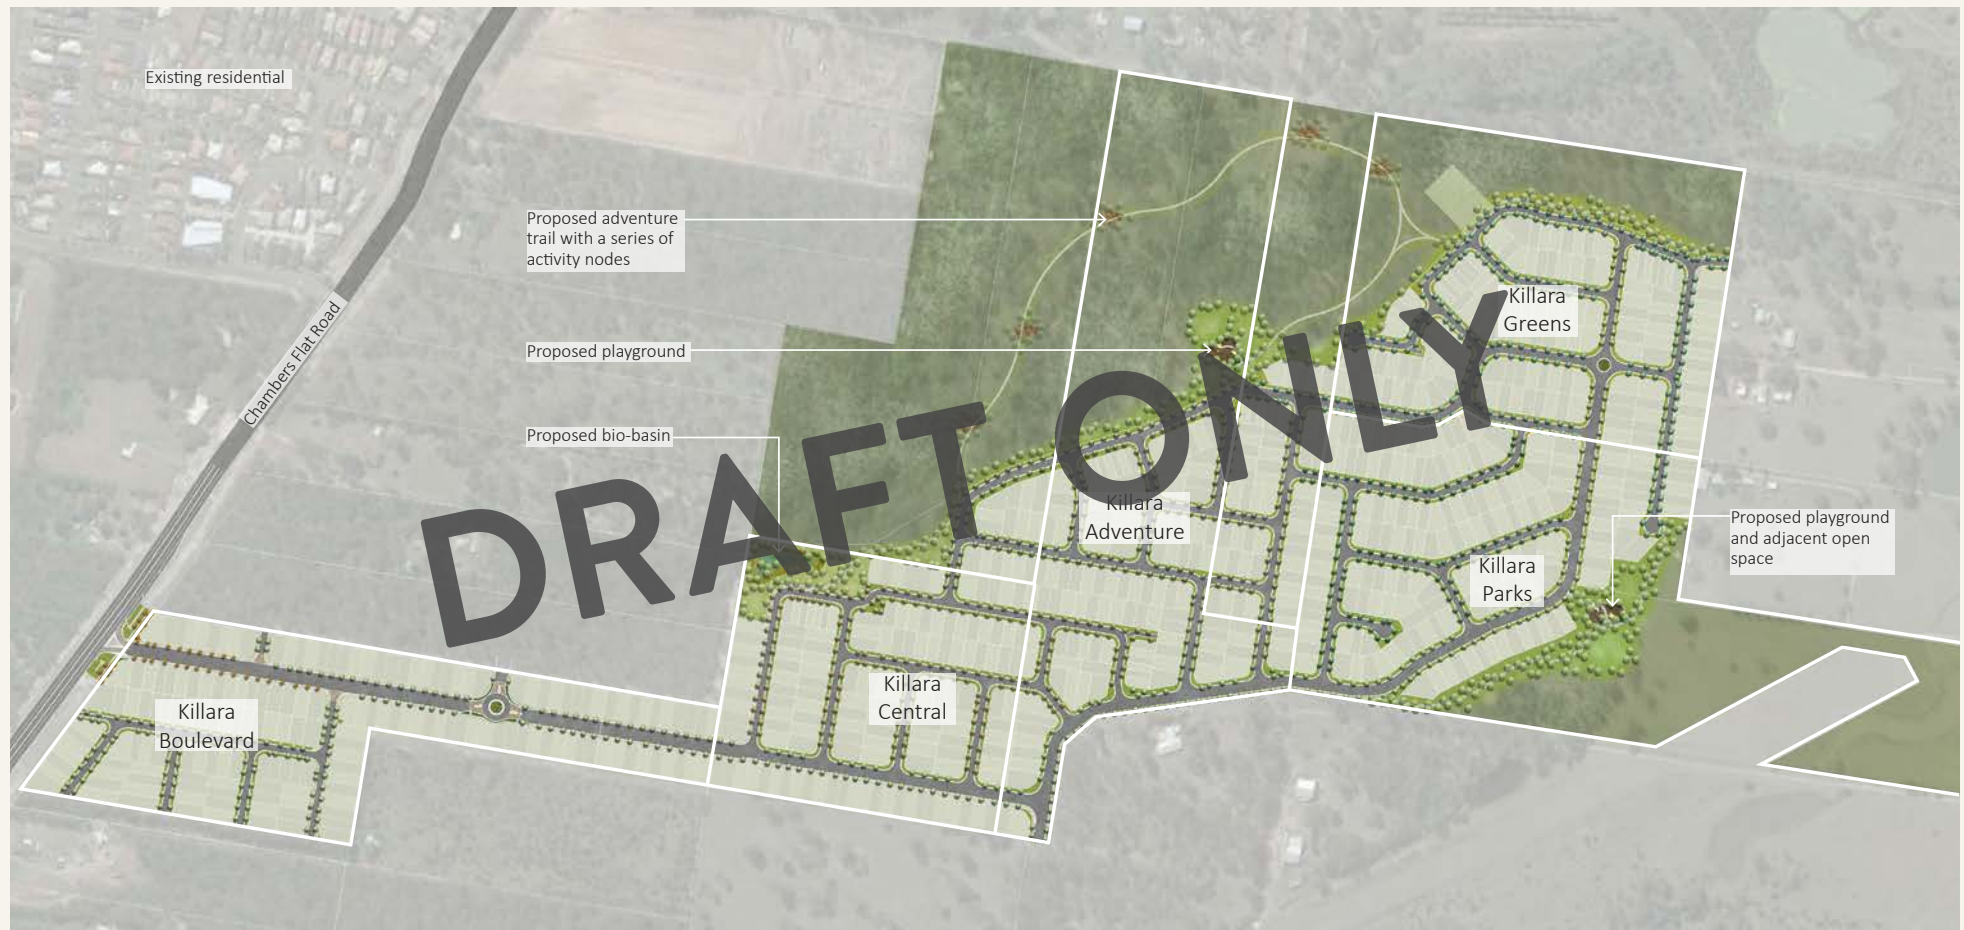 Existing residential
Chambers Flat Road
Proposed adventure
trail with a series of
activity nodes
Proposed playground
Proposed bio-basin
DRAFT ONLY
Killara
Greens
Killara
Adventure
Killara
Parks
Proposed playground
and adjacent open
space
Killara
Central
Killara
Boulevard